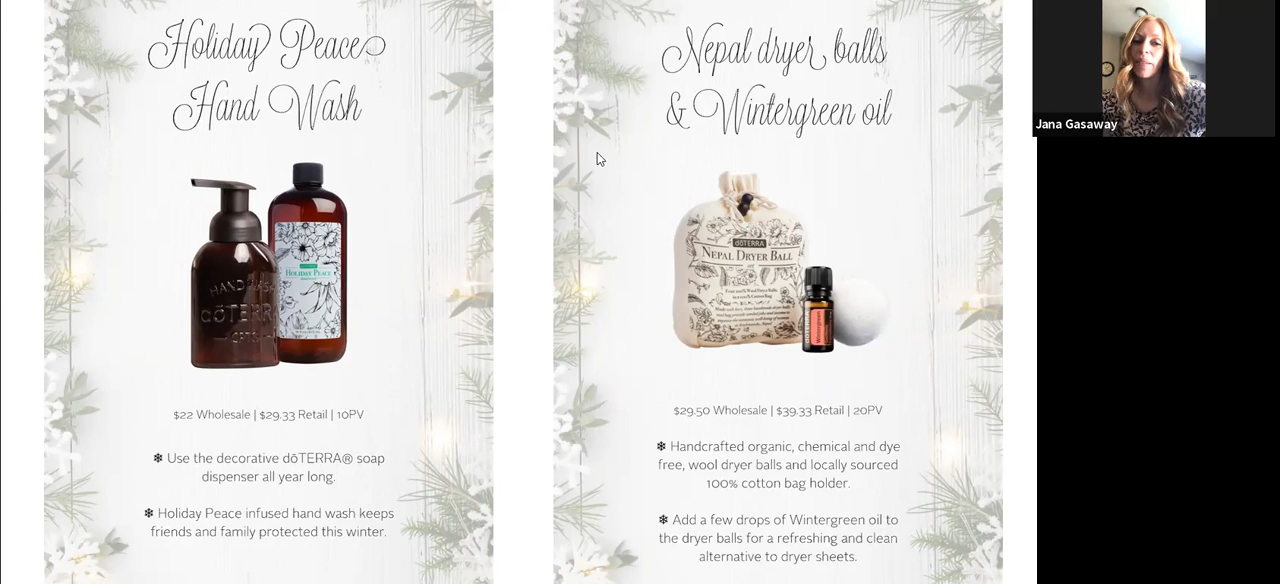 Holiday Peace
Hand Wash
HAND WASH
dōTERRA
HOLIDAY PEACE
$22 Wholesale | $29.33 Retail | 10PV
❄ Use the decorative dōTERRA® soap
dispenser all year long.
❄ Holiday Peace infused hand wash keeps
friends and family protected this winter.
Nepal dryer balls
& Wintergreen oil
dōTERRA
NEPAL DRYER BALL
dōTERRA
Wintergreen
$29.50 Wholesale | $39.33 Retail | 20PV
❄ Handcrafted organic, chemical and dye
free, wool dryer balls and locally sourced
100% cotton bag holder.
❄ Add a few drops of Wintergreen oil to
the dryer balls for a refreshing and clean
alternative to dryer sheets.
Jana Gasaway